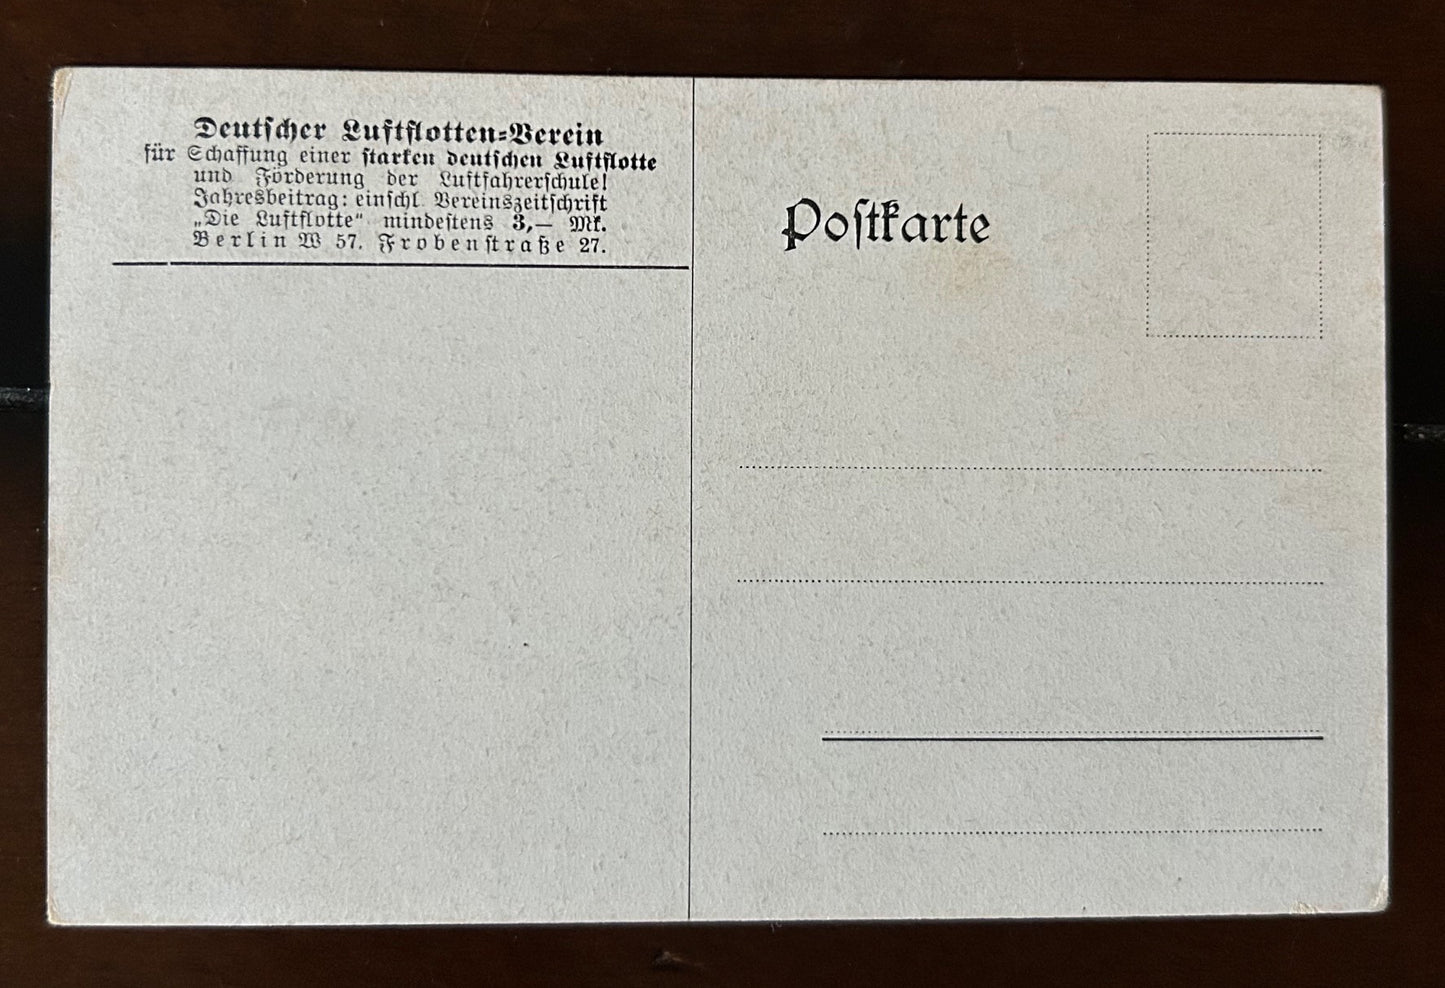 Deutſcher Luftflotten=Verein
für Schaffung einer ſtarken deutſchen Luftflotte
und Förderung der Luftfahrerſchule!
Jahresbeitrag: einſchl. Vereinszeitſchrift
„Die Luftflotte“ mindeſtens 3,— Mk.
Berlin W 57. Frobenſtraße 27.
Poſtkarte